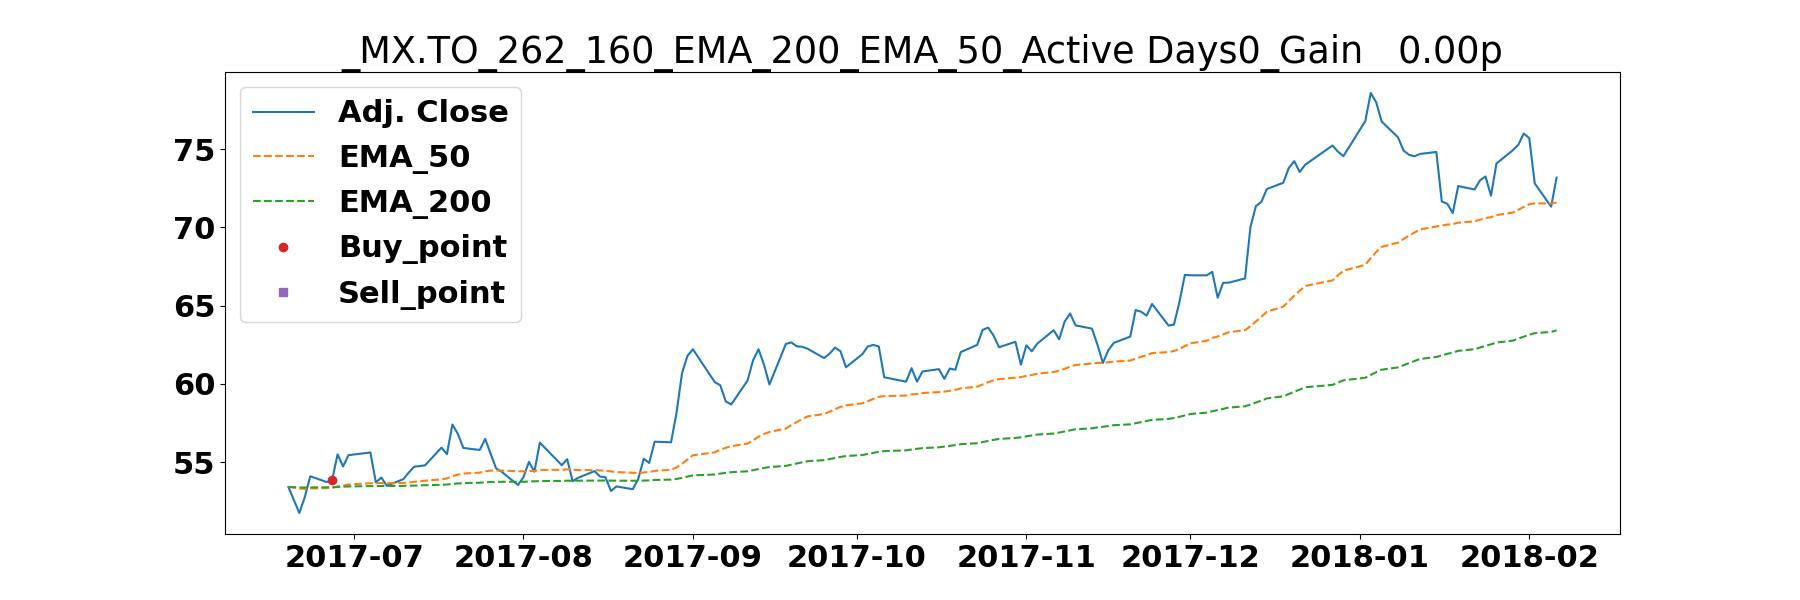 _MX.TO_262_160_EMA_200_EMA_50_Active Days0_Gain   0.00p
Adj. Close
EMA_50
EMA_200
Buy_point
Sell_point
75
70
65
60
55
2017-07 2017-08 2017-09 2017-10 2017-11 2017-12 2018-01 2018-02